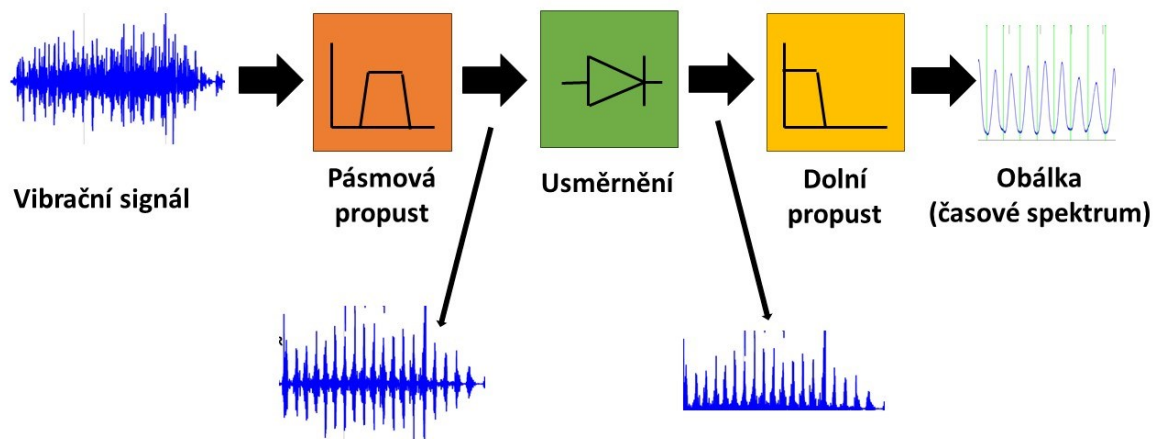 Vibrační signál
Pásmová
propust
Usměrnění
Dolní
propust
Obálka
(časové spektrum)